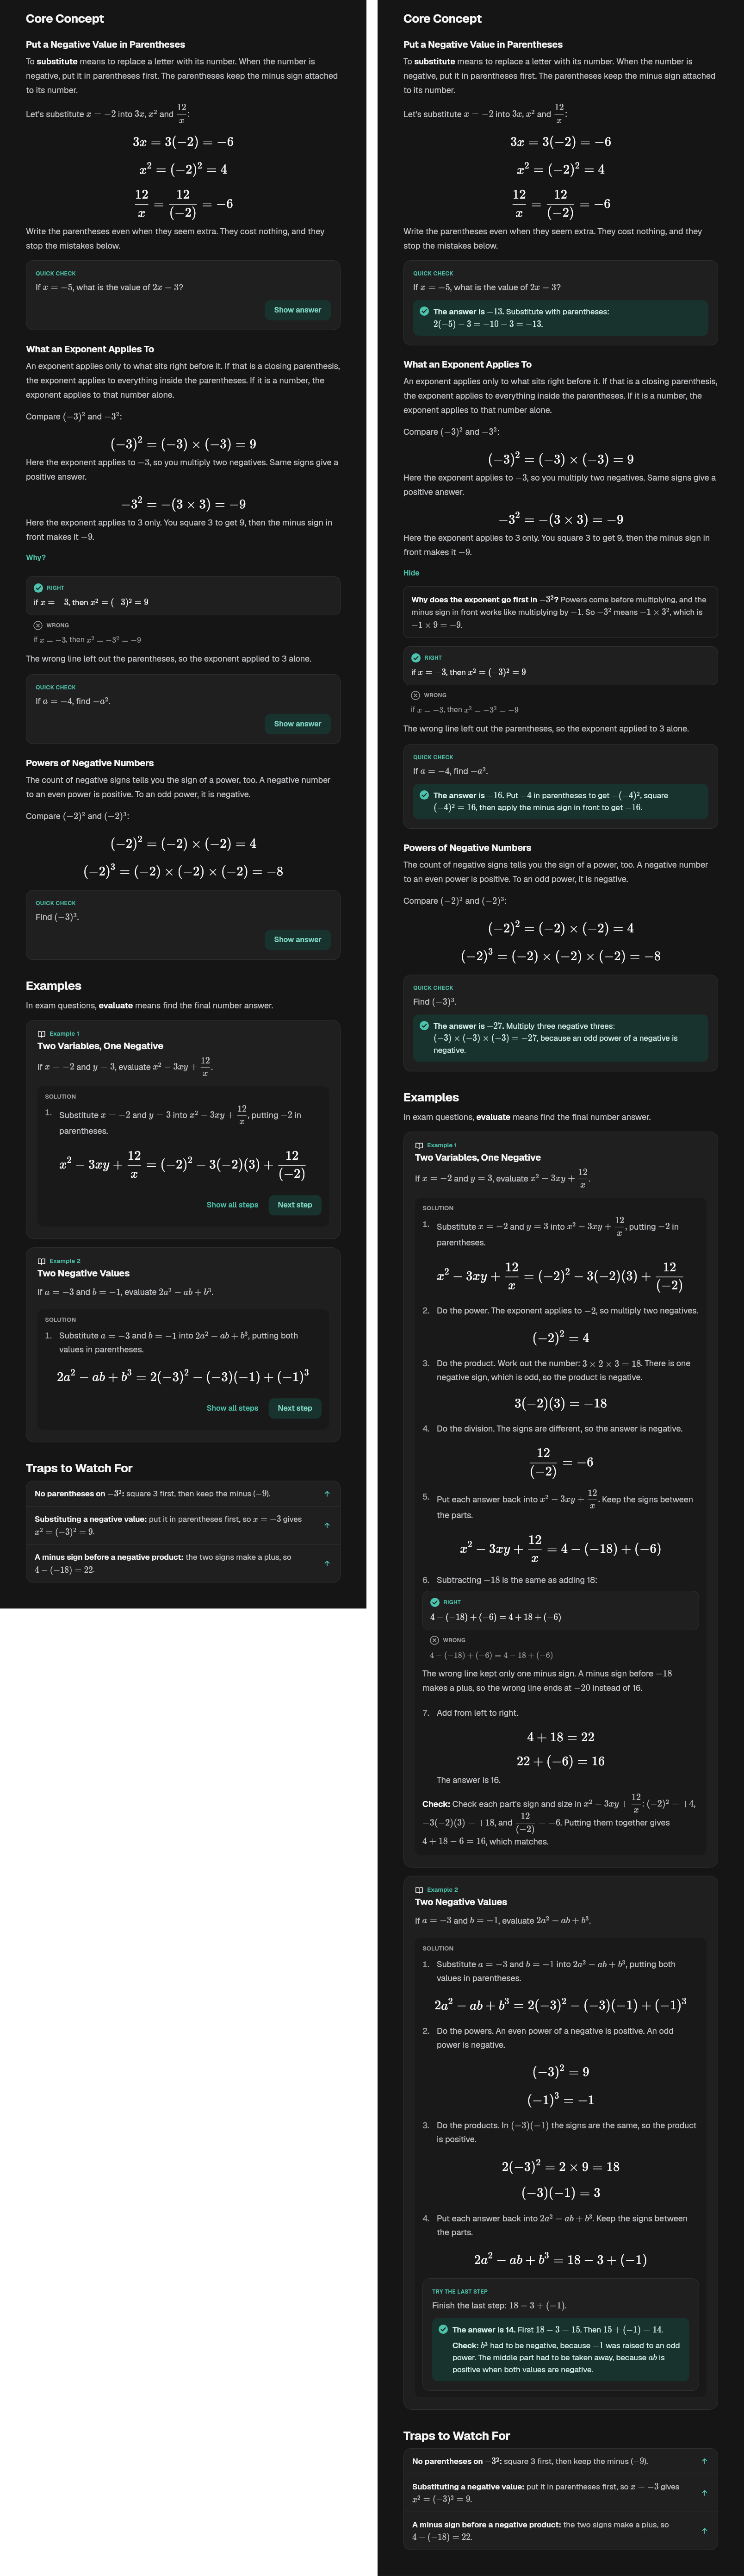 Core Concept
Put a Negative Value in Parentheses
To substitute means to replace a letter with its number. When the number is
negative, put it in parentheses first. The parentheses keep the minus sign attached
to its number.
Let's substitute x = −2 into 3x, x² and 12/x:
3x = 3(−2) = −6
x² = (−2)² = 4
12/x = 12/(−2) = −6
Write the parentheses even when they seem extra. They cost nothing, and they
stop the mistakes below.
QUICK CHECK
If x = −5, what is the value of 2x − 3?
Show answer
What an Exponent Applies To
An exponent applies only to what sits right before it. If that is a closing parenthesis,
the exponent applies to everything inside the parentheses. If it is a number, the
exponent applies to that number alone.
Compare (−3)² and −3²:
(−3)² = (−3) × (−3) = 9
Here the exponent applies to −3, so you multiply two negatives. Same signs give a
positive answer.
−3² = −(3 × 3) = −9
Here the exponent applies to 3 only. You square 3 to get 9, then the minus sign in
front makes it −9.
Why?
RIGHT
if x = −3, then x² = (−3)² = 9
WRONG
if x = −3, then x² = −3² = −9
The wrong line left out the parentheses, so the exponent applied to 3 alone.
QUICK CHECK
If a = −4, find −a².
Show answer
Powers of Negative Numbers
The count of negative signs tells you the sign of a power, too. A negative number
to an even power is positive. To an odd power, it is negative.
Compare (−2)² and (−2)³:
(−2)² = (−2) × (−2) = 4
(−2)³ = (−2) × (−2) × (−2) = −8
QUICK CHECK
Find (−3)³.
Show answer
Examples
In exam questions, evaluate means find the final number answer.
Example 1
Two Variables, One Negative
If x = −2 and y = 3, evaluate x² − 3xy + 12/x.
SOLUTION
1. Substitute x = −2 and y = 3 into x² − 3xy + 12/x, putting −2 in
parentheses.
x² − 3xy + 12/x = (−2)² − 3(−2)(3) + 12/(−2)
Show all steps Next step
Example 2
Two Negative Values
If a = −3 and b = −1, evaluate 2a² − ab + b³.
SOLUTION
1. Substitute a = −3 and b = −1 into 2a² − ab + b³, putting both
values in parentheses.
2a² − ab + b³ = 2(−3)² − (−3)(−1) + (−1)³
Show all steps Next step
Traps to Watch For
No parentheses on −3²: square 3 first, then keep the minus (−9). ↑
Substituting a negative value: put it in parentheses first, so x = −3 gives
x² = (−3)² = 9. ↑
A minus sign before a negative product: the two signs make a plus, so
4 − (−18) = 22. ↑
Core Concept
Put a Negative Value in Parentheses
To substitute means to replace a letter with its number. When the number is
negative, put it in parentheses first. The parentheses keep the minus sign attached
to its number.
Let's substitute x = −2 into 3x, x² and 12/x:
3x = 3(−2) = −6
x² = (−2)² = 4
12/x = 12/(−2) = −6
Write the parentheses even when they seem extra. They cost nothing, and they
stop the mistakes below.
QUICK CHECK
If x = −5, what is the value of 2x − 3?
The answer is −13. Substitute with parentheses:
2(−5) − 3 = −10 − 3 = −13.
What an Exponent Applies To
An exponent applies only to what sits right before it. If that is a closing parenthesis,
the exponent applies to everything inside the parentheses. If it is a number, the
exponent applies to that number alone.
Compare (−3)² and −3²:
(−3)² = (−3) × (−3) = 9
Here the exponent applies to −3, so you multiply two negatives. Same signs give a
positive answer.
−3² = −(3 × 3) = −9
Here the exponent applies to 3 only. You square 3 to get 9, then the minus sign in
front makes it −9.
Hide
Why does the exponent go first in −3²? Powers come before multiplying, and the
minus sign in front works like multiplying by −1. So −3² means −1 × 3², which is
−1 × 9 = −9.
RIGHT
if x = −3, then x² = (−3)² = 9
WRONG
if x = −3, then x² = −3² = −9
The wrong line left out the parentheses, so the exponent applied to 3 alone.
QUICK CHECK
If a = −4, find −a².
The answer is −16. Put −4 in parentheses to get −(−4)², square
(−4)² = 16, then apply the minus sign in front to get −16.
Powers of Negative Numbers
The count of negative signs tells you the sign of a power, too. A negative number
to an even power is positive. To an odd power, it is negative.
Compare (−2)² and (−2)³:
(−2)² = (−2) × (−2) = 4
(−2)³ = (−2) × (−2) × (−2) = −8
QUICK CHECK
Find (−3)³.
The answer is −27. Multiply three negative threes:
(−3) × (−3) × (−3) = −27, because an odd power of a negative is
negative.
Examples
In exam questions, evaluate means find the final number answer.
Example 1
Two Variables, One Negative
If x = −2 and y = 3, evaluate x² − 3xy + 12/x.
SOLUTION
1. Substitute x = −2 and y = 3 into x² − 3xy + 12/x, putting −2 in
parentheses.
x² − 3xy + 12/x = (−2)² − 3(−2)(3) + 12/(−2)
2. Do the power. The exponent applies to −2, so multiply two negatives.
(−2)² = 4
3. Do the product. Work out the number: 3 × 2 × 3 = 18. There is one
negative sign, which is odd, so the product is negative.
3(−2)(3) = −18
4. Do the division. The signs are different, so the answer is negative.
12/(−2) = −6
5. Put each answer back into x² − 3xy + 12/x. Keep the signs between
the parts.
x² − 3xy + 12/x = 4 − (−18) + (−6)
6. Subtracting −18 is the same as adding 18:
RIGHT
4 − (−18) + (−6) = 4 + 18 + (−6)
WRONG
4 − (−18) + (−6) = 4 − 18 + (−6)
The wrong line kept only one minus sign. A minus sign before −18
makes a plus, so the wrong line ends at −20 instead of 16.
7. Add from left to right.
4 + 18 = 22
22 + (−6) = 16
The answer is 16.
Check: Check each part's sign and size in x² − 3xy + 12/x: (−2)² = +4,
−3(−2)(3) = +18, and 12/(−2) = −6. Putting them together gives
4 + 18 − 6 = 16, which matches.
Example 2
Two Negative Values
If a = −3 and b = −1, evaluate 2a² − ab + b³.
SOLUTION
1. Substitute a = −3 and b = −1 into 2a² − ab + b³, putting both
values in parentheses.
2a² − ab + b³ = 2(−3)² − (−3)(−1) + (−1)³
2. Do the powers. An even power of a negative is positive. An odd
power is negative.
(−3)² = 9
(−1)³ = −1
3. Do the products. In (−3)(−1) the signs are the same, so the product
is positive.
2(−3)² = 2 × 9 = 18
(−3)(−1) = 3
4. Put each answer back into 2a² − ab + b³. Keep the signs between
the parts.
2a² − ab + b³ = 18 − 3 + (−1)
TRY THE LAST STEP
Finish the last step: 18 − 3 + (−1).
The answer is 14. First 18 − 3 = 15. Then 15 + (−1) = 14.
Check: b³ had to be negative, because −1 was raised to an odd
power. The middle part had to be taken away, because ab is
positive when both values are negative.
Traps to Watch For
No parentheses on −3²: square 3 first, then keep the minus (−9). ↑
Substituting a negative value: put it in parentheses first, so x = −3 gives
x² = (−3)² = 9. ↑
A minus sign before a negative product: the two signs make a plus, so
4 − (−18) = 22. ↑